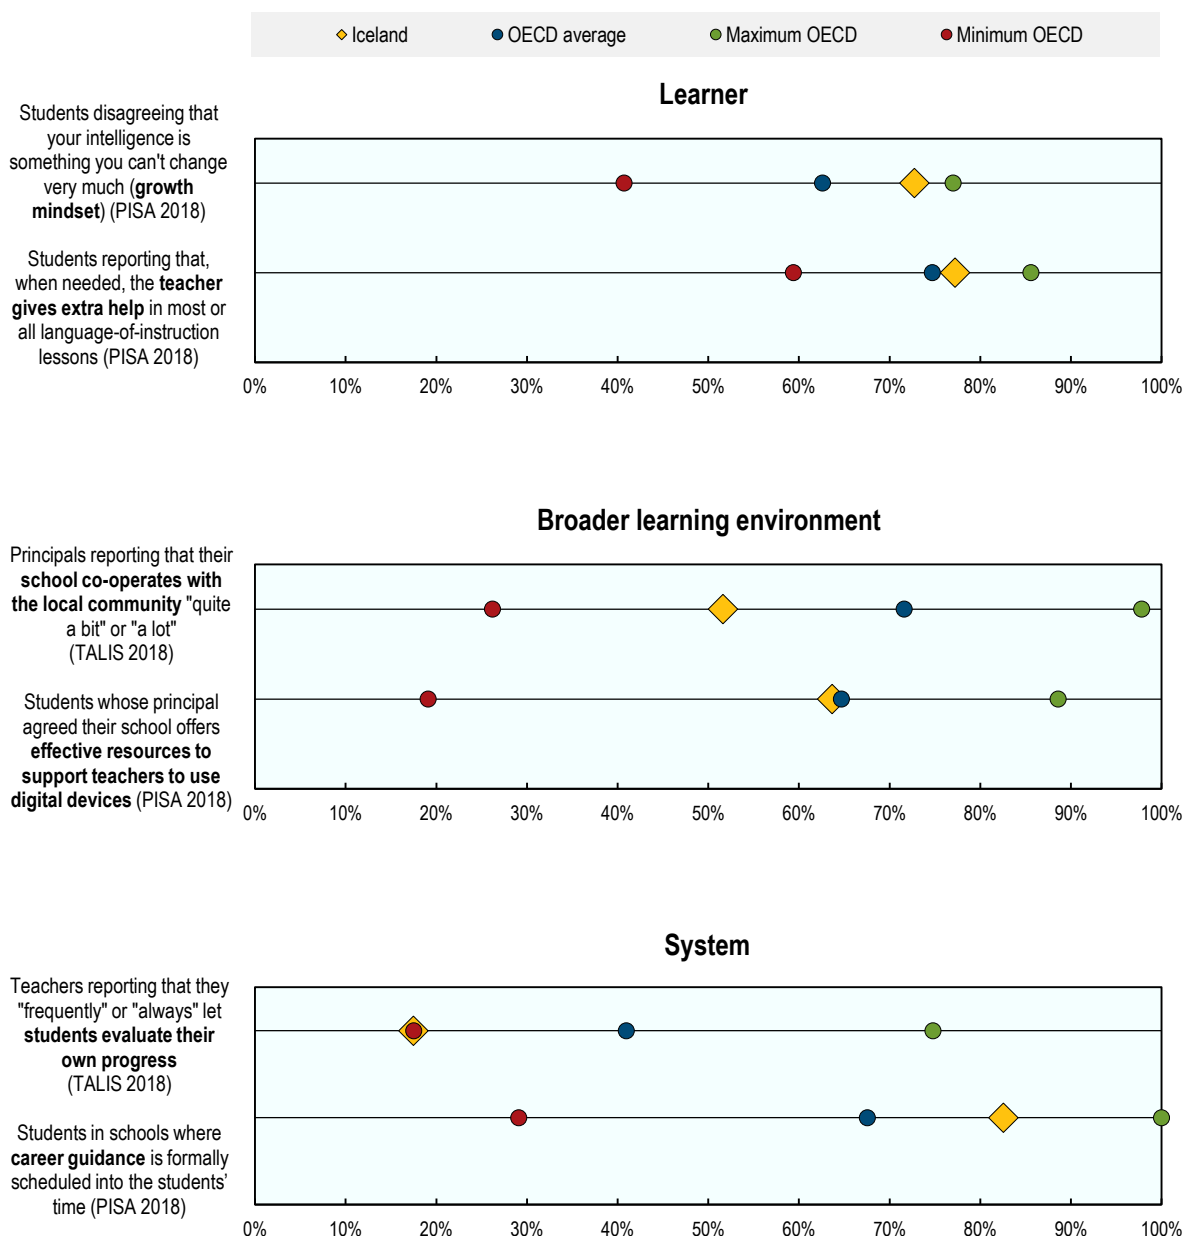 Iceland OECD average Maximum OECD Minimum OECD
Learner
Students disagreeing that
your intelligence is
something you can't change
very much (growth
mindset) (PISA 2018)
Students reporting that,
when needed, the teacher
gives extra help in most or
all language-of-instruction
lessons (PISA 2018)
0% 10% 20% 30% 40% 50% 60% 70% 80% 90% 100%
Broader learning environment
Principals reporting that their
school co-operates with
the local community "quite
a bit" or "a lot"
(TALIS 2018)
Students whose principal
agreed their school offers
effective resources to
support teachers to use
digital devices (PISA 2018)
0% 10% 20% 30% 40% 50% 60% 70% 80% 90% 100%
System
Teachers reporting that they
"frequently" or "always" let
students evaluate their
own progress
(TALIS 2018)
Students in schools where
career guidance is formally
scheduled into the students’
time (PISA 2018)
0% 10% 20% 30% 40% 50% 60% 70% 80% 90% 100%